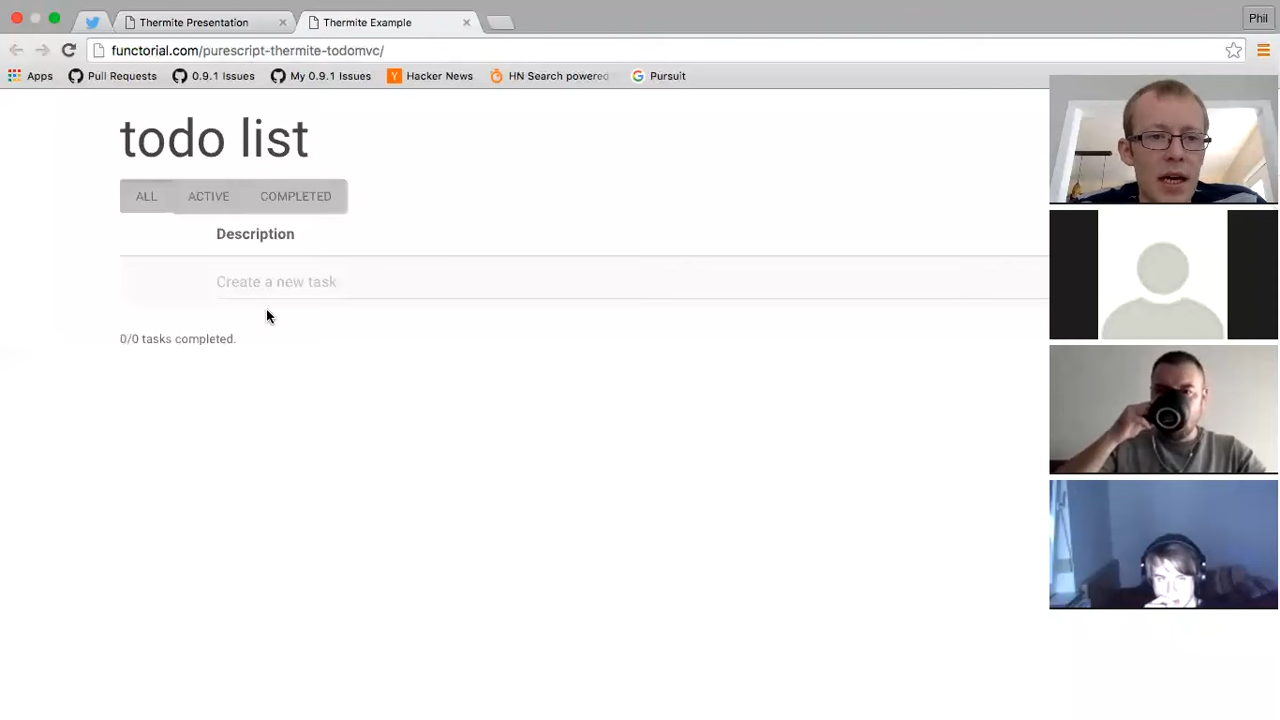 Thermite Presentation
Thermite Example
Phil
functorial.com/purescript-thermite-todomvc/
Apps Pull Requests 0.9.1 Issues My 0.9.1 Issues Hacker News HN Search powered Pursuit
todo list
ALL ACTIVE COMPLETED
Description
Create a new task
0/0 tasks completed.